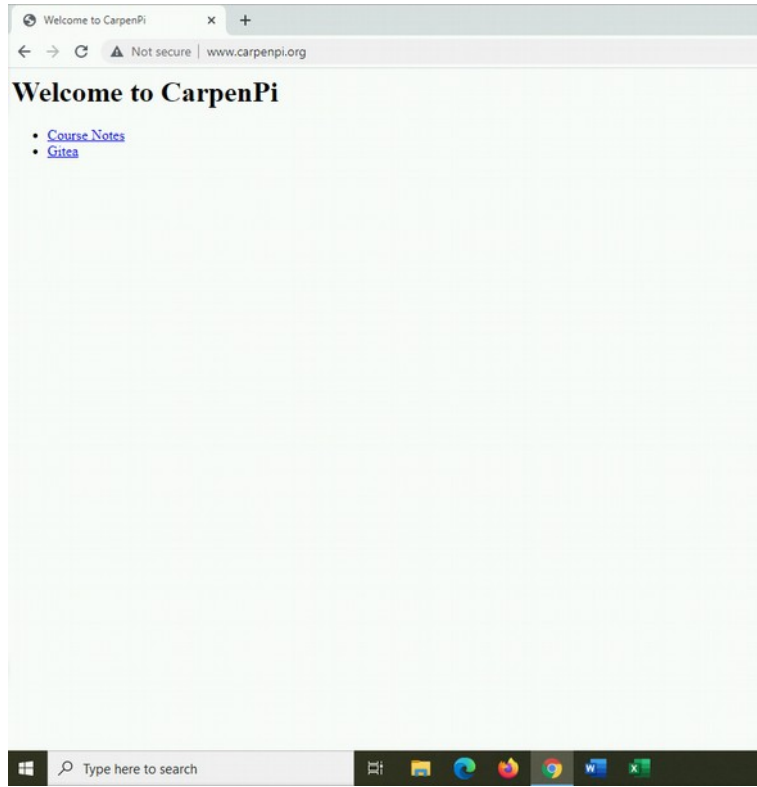 Welcome to CarpenPi
Not secure | www.carpenpi.org
Welcome to CarpenPi
• Course Notes
• Gitea
Type here to search